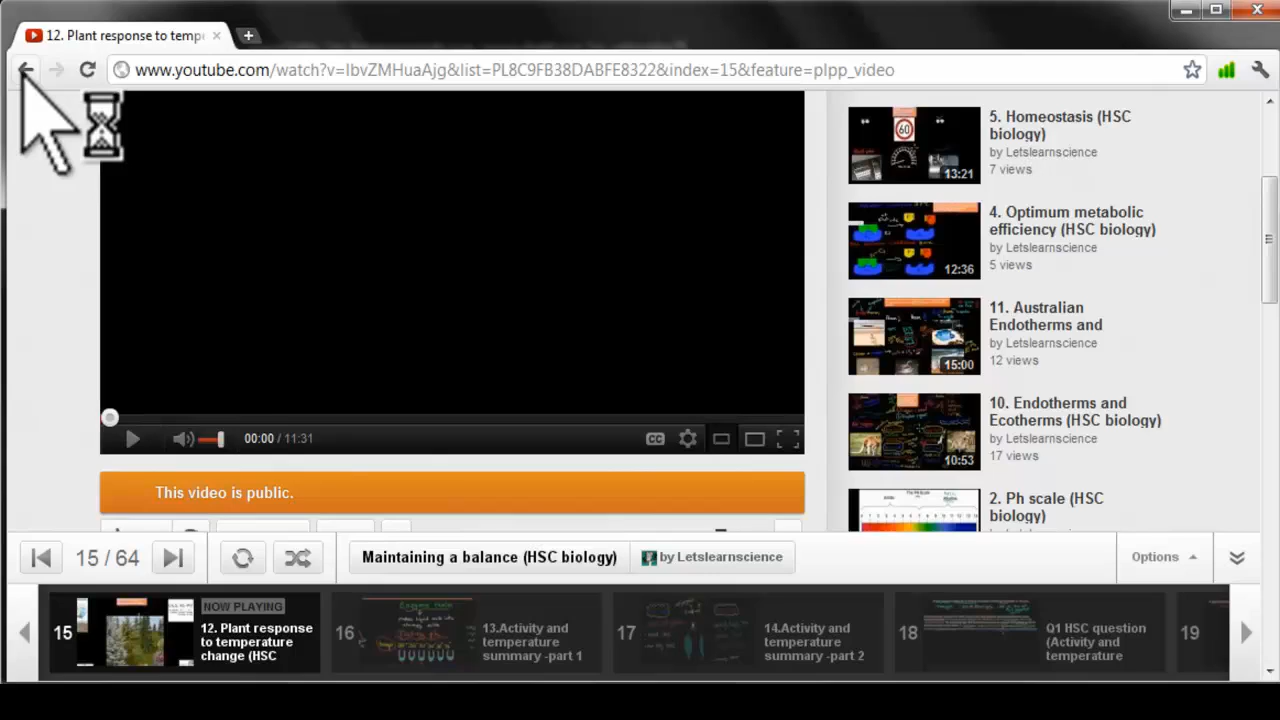 12. Plant response to temp
www.youtube.com/watch?v=IbvZMHuaAjg&list=PL8C9FB38DABFE8322&index=15&feature=plpp_video
60
13:21
5. Homeostasis (HSC
biology)
by Letslearnscience
7 views
12:36
4. Optimum metabolic
efficiency (HSC biology)
by Letslearnscience
5 views
15:00
11. Australian
Endotherms and
by Letslearnscience
12 views
10:53
10. Endotherms and
Ecotherms (HSC biology)
by Letslearnscience
17 views
2. Ph scale (HSC
biology)
00:00 / 11:31
CC
This video is public.
15 / 64
Maintaining a balance (HSC biology)
by Letslearnscience
Options
15
NOW PLAYING
12. Plant response
to temperature
change (HSC
16
13.Activity and
temperature
summary -part 1
17
14.Activity and
temperature
summary -part 2
18
Q1 HSC question
(Activity and
temperature
19